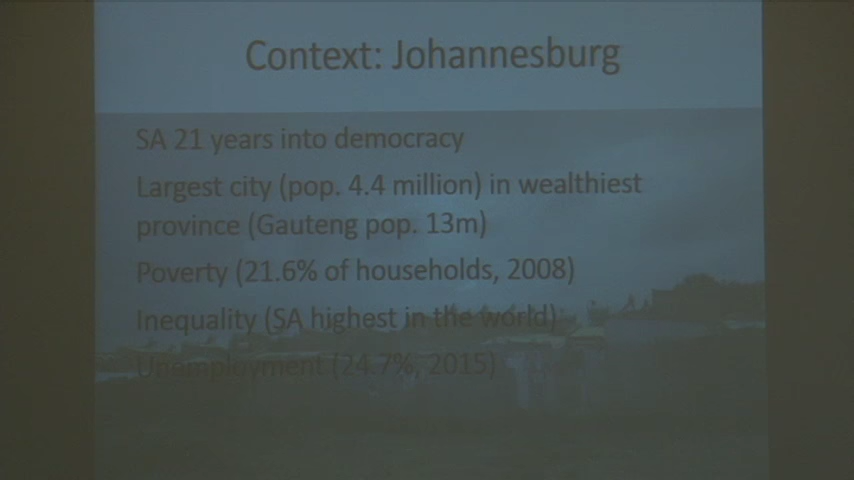 Context: Johannesburg
SA 21 years into democracy
Largest city (pop. 4.4 million) in wealthiest
province (Gauteng pop. 13m)
Poverty (21.6% of households, 2008)
Inequality (SA highest in the world)
Unemployment (24.7%, 2015)